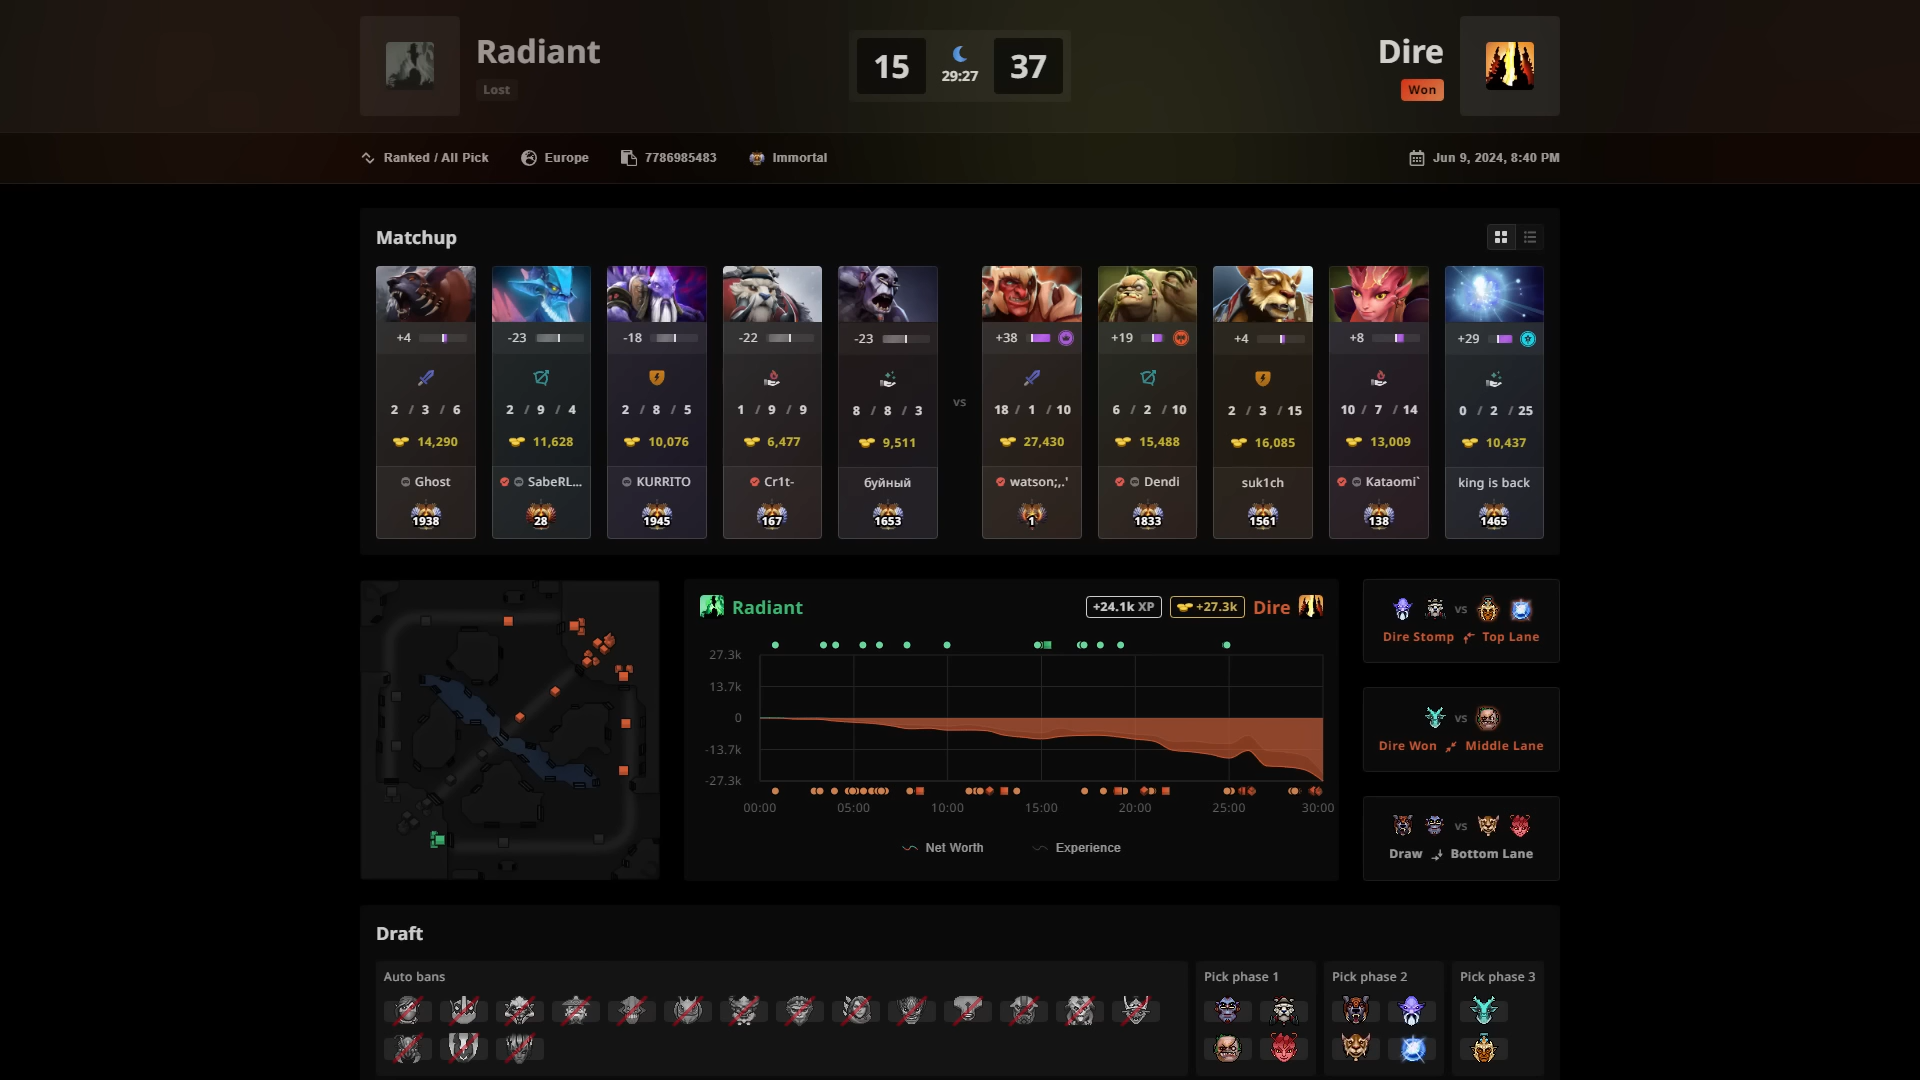 Radiant
Lost
15
29:27
37
Dire
Won
Ranked / All Pick
Europe
7786985483
Immortal
Jun 9, 2024, 8:40 PM
Matchup
+4
-23
-18
-22
-23
+38
+19
+4
+8
+29
2 / 3 / 6
2 / 9 / 4
2 / 8 / 5
1 / 9 / 9
8 / 8 / 3
vs
18 / 1 / 10
6 / 2 / 10
2 / 3 / 15
10 / 7 / 14
0 / 2 / 25
14,290
11,628
10,076
6,477
9,511
27,430
15,488
16,085
13,009
10,437
Ghost
SabeRL...
KURRITO
Cr1t-
буйный
watson;,.'
Dendi
suk1ch
Kataomi`
king is back
1938
28
1945
167
1653
1
1833
1561
138
1465
Radiant
+24.1k XP
+27.3k
Dire
27.3k
13.7k
0
-13.7k
-27.3k
00:00
05:00
10:00
15:00
20:00
25:00
30:00
Net Worth
Experience
vs
Dire Stomp
Top Lane
vs
Dire Won
Middle Lane
vs
Draw
Bottom Lane
Draft
Auto bans
Pick phase 1
Pick phase 2
Pick phase 3